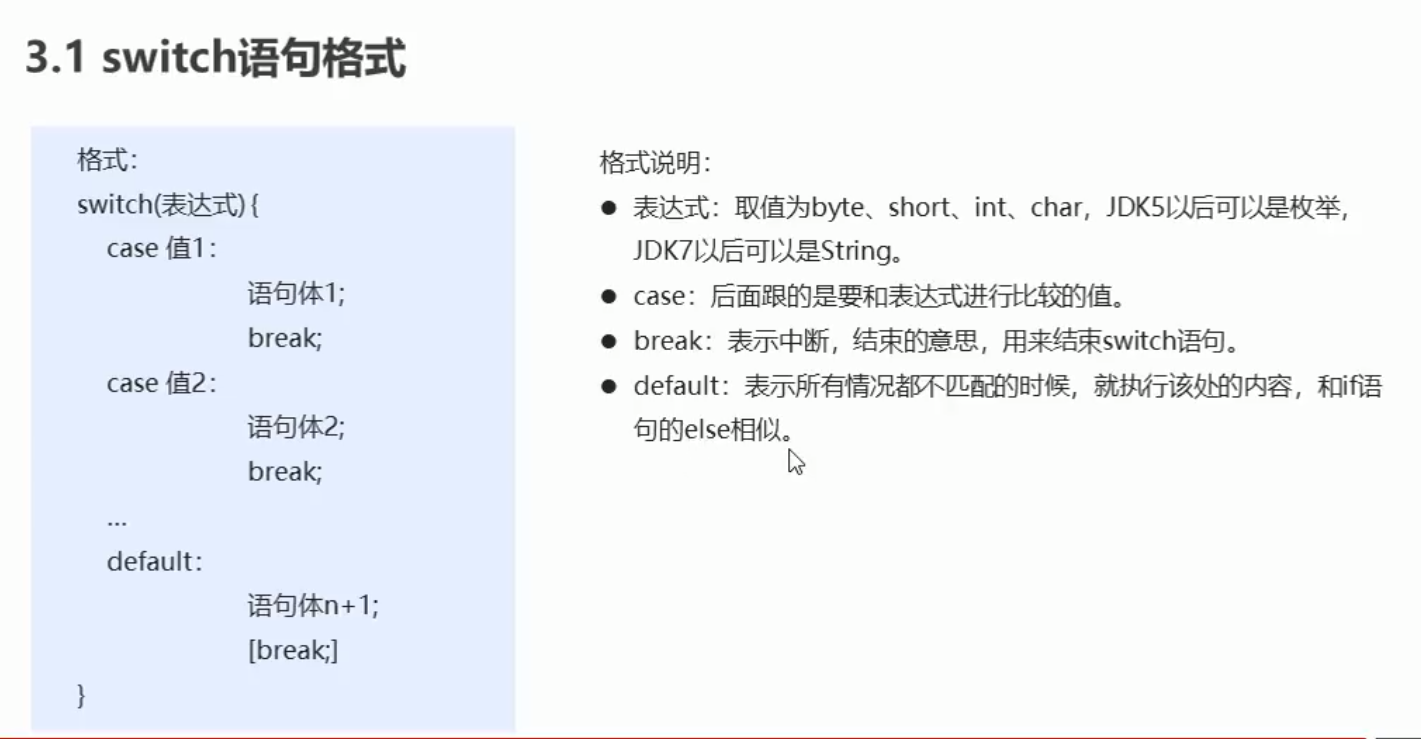 3.1 switch语句格式
格式：
switch(表达式) {
case 值1：
语句体1;
break;
case 值2：
语句体2;
break;
...
default：
语句体n+1;
[break;]
}
格式说明：
● 表达式：取值为byte、short、int、char，JDK5以后可以是枚举，
JDK7以后可以是String。
● case：后面跟的是要和表达式进行比较的值。
● break：表示中断，结束的意思，用来结束switch语句。
● default：表示所有情况都不匹配的时候，就执行该处的内容，和if语
句的else相似。